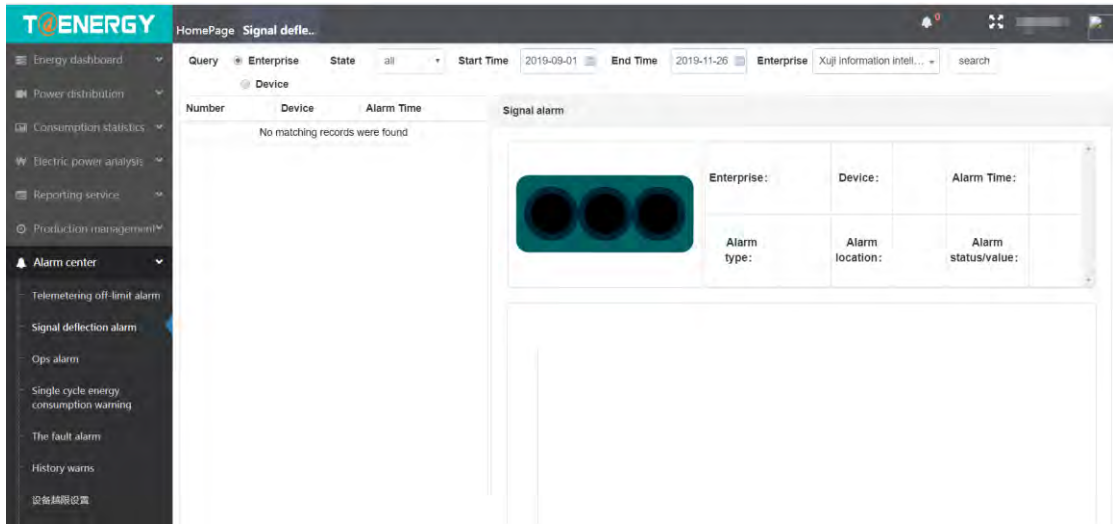 T@ENERGY
HomePage Signal defle..
0
Energy dashboard
Power distribution
Consumption statistics
Electric power analysis
Reporting service
Production management
Alarm center
Telemetering off-limit alarm
Signal deflection alarm
Ops alarm
Single cycle energy
consumption warning
The fault alarm
History warns
设备越限设置
Query Enterprise State all Start Time 2019-09-01 End Time 2019-11-26 Enterprise Xuji information intell... search
Device
Number Device Alarm Time
No matching records were found
Signal alarm
Enterprise: Device: Alarm Time:
Alarm
type:
Alarm
location:
Alarm
status/value: